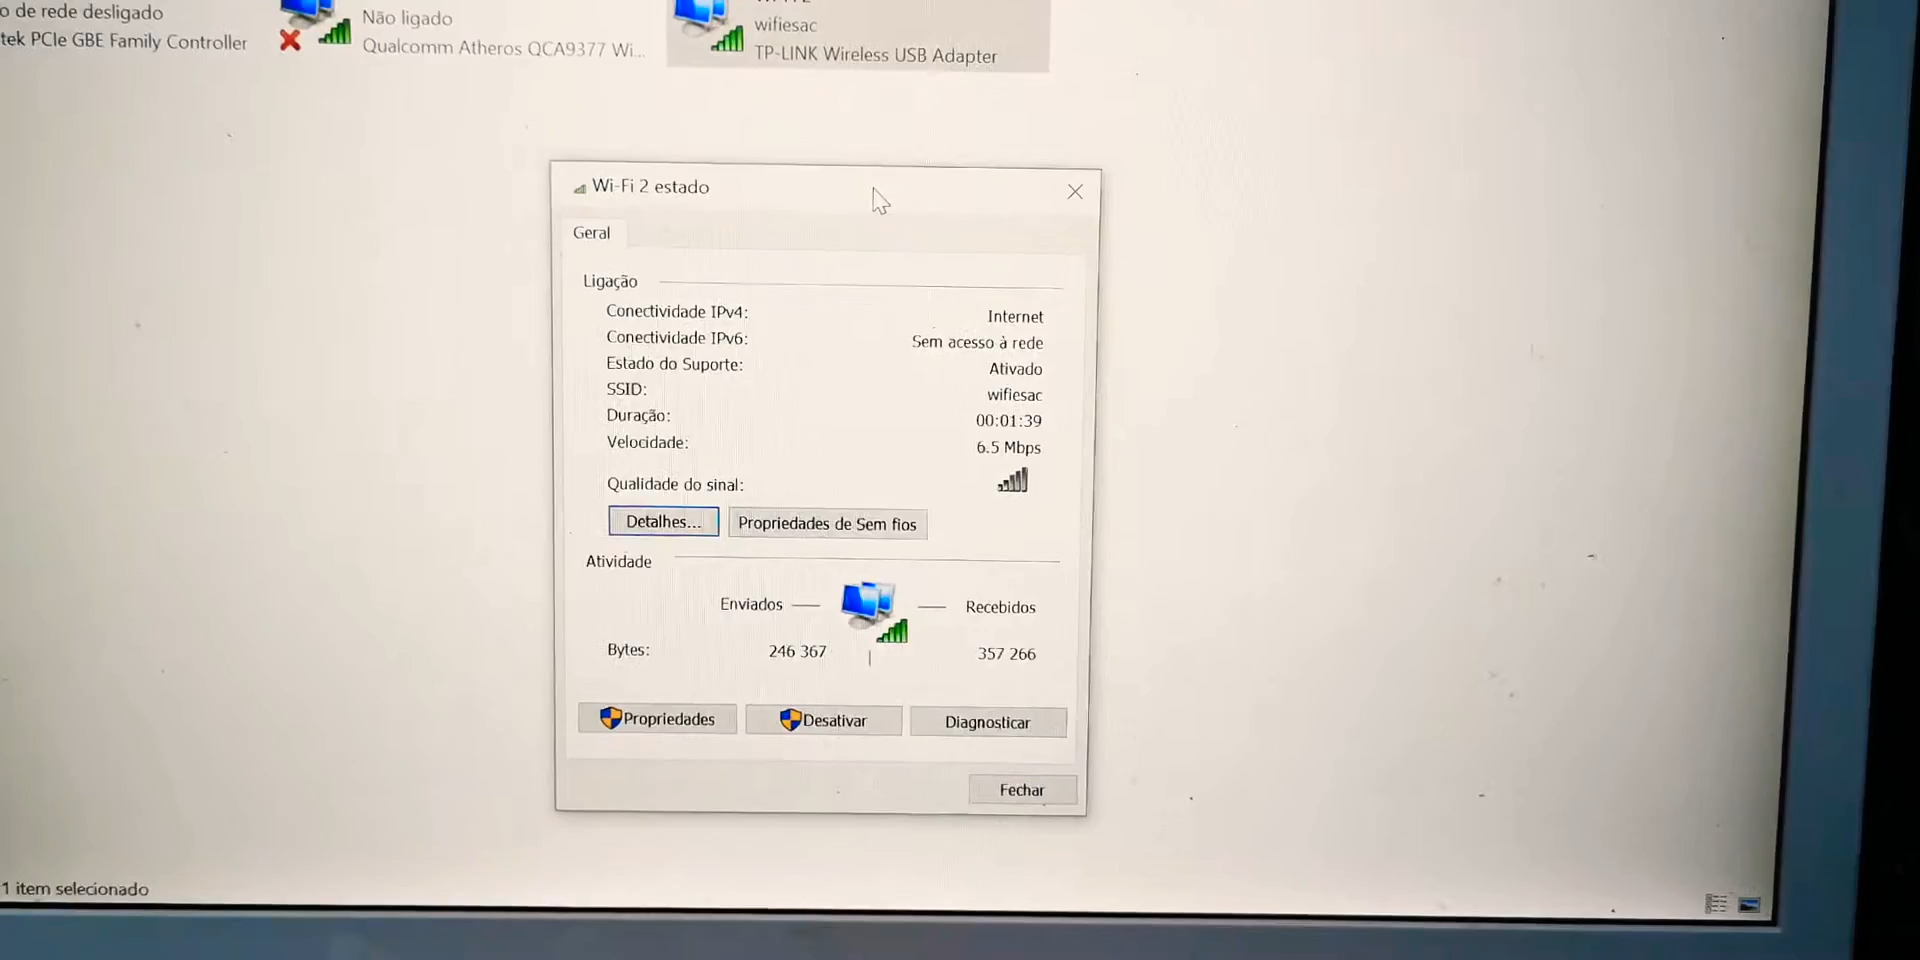 o de rede desligado
tek PCIe GBE Family Controller
Não ligado
Qualcomm Atheros QCA9377 Wi...
wifiesac
TP-LINK Wireless USB Adapter
Wi-Fi 2 estado
Geral
Ligação
Conectividade IPv4: Internet
Conectividade IPv6: Sem acesso à rede
Estado do Suporte: Ativado
SSID: wifiesac
Duração: 00:01:39
Velocidade: 6.5 Mbps
Qualidade do sinal:
Detalhes... Propriedades de Sem fios
Atividade
Enviados Recebidos
Bytes: 246 367 357 266
Propriedades Desativar Diagnosticar
Fechar
1 item selecionado